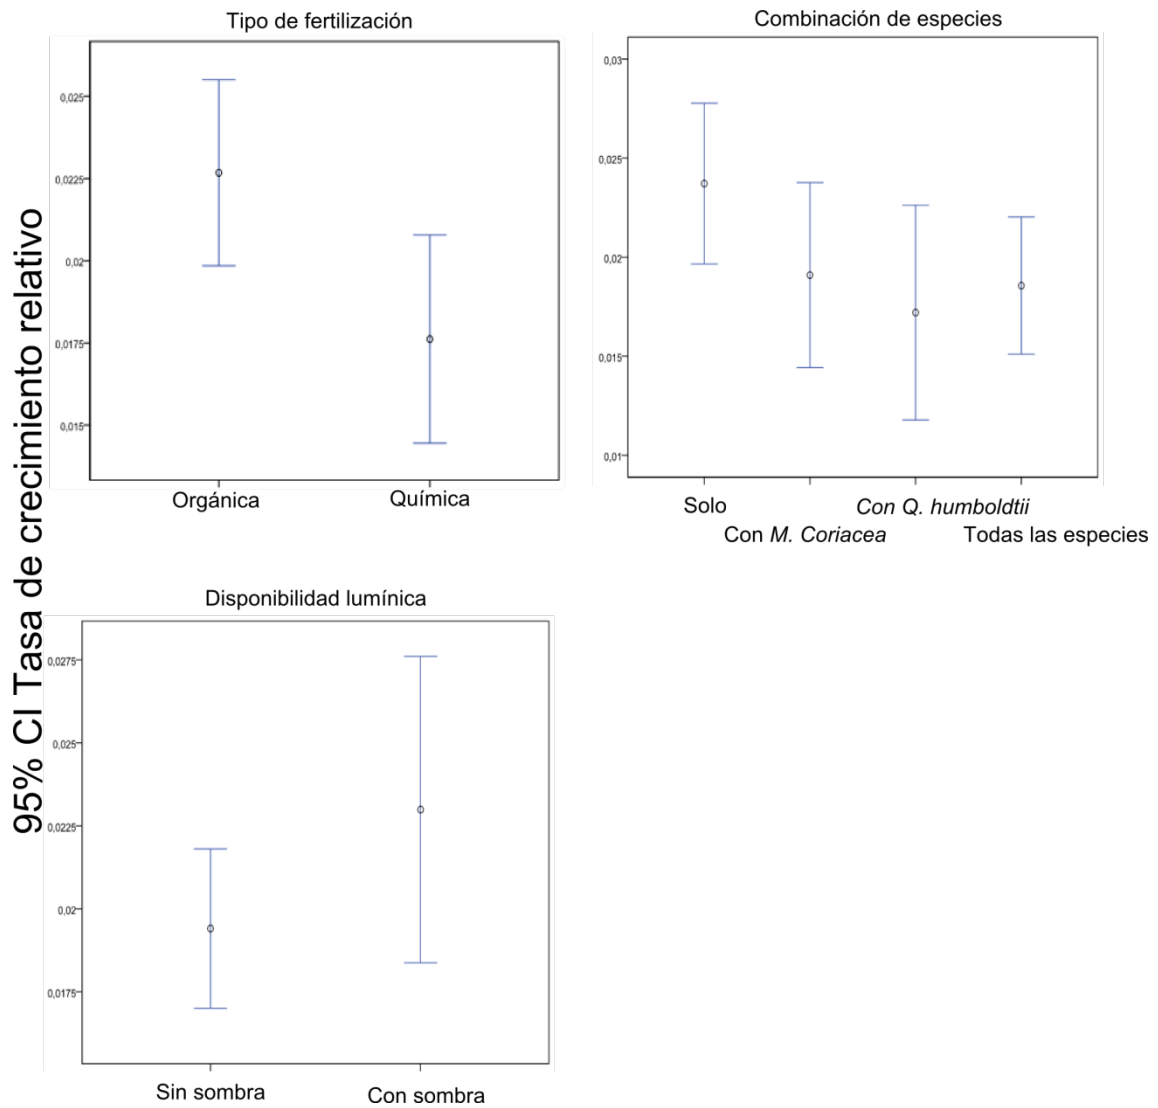 Tipo de fertilización
0,025
0,0225
0,02
0,0175
0,015
Orgánica Química
Combinación de especies
0,03
0,025
0,02
0,015
0,01
Solo Con Q. humboldtii
Con M. Coriacea Todas las especies
95% CI Tasa de crecimiento relativo
Disponibilidad lumínica
0,0275
0,025
0,0225
0,02
0,0175
Sin sombra Con sombra